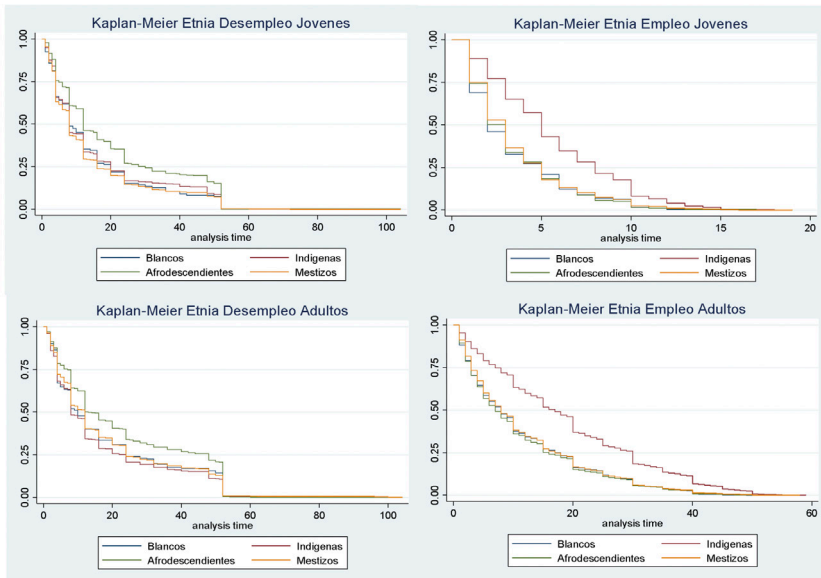 Kaplan-Meier Etnia Desempleo Jovenes
1.00
0.75
0.50
0.25
0.00
0 20 40 60 80 100
analysis time
Blancos Indigenas
Afrodescendientes Mestizos
Kaplan-Meier Etnia Empleo Jovenes
1.00
0.75
0.50
0.25
0.00
0 5 10 15 20
analysis time
Blancos Indigenas
Afrodescendientes Mestizos
Kaplan-Meier Etnia Desempleo Adultos
1.00
0.75
0.50
0.25
0.00
0 20 40 60 80 100
analysis time
Blancos Indigenas
Afrodescendientes Mestizos
Kaplan-Meier Etnia Empleo Adultos
1.00
0.75
0.50
0.25
0.00
0 20 40 60
analysis time
Blancos Indigenas
Afrodescendientes Mestizos